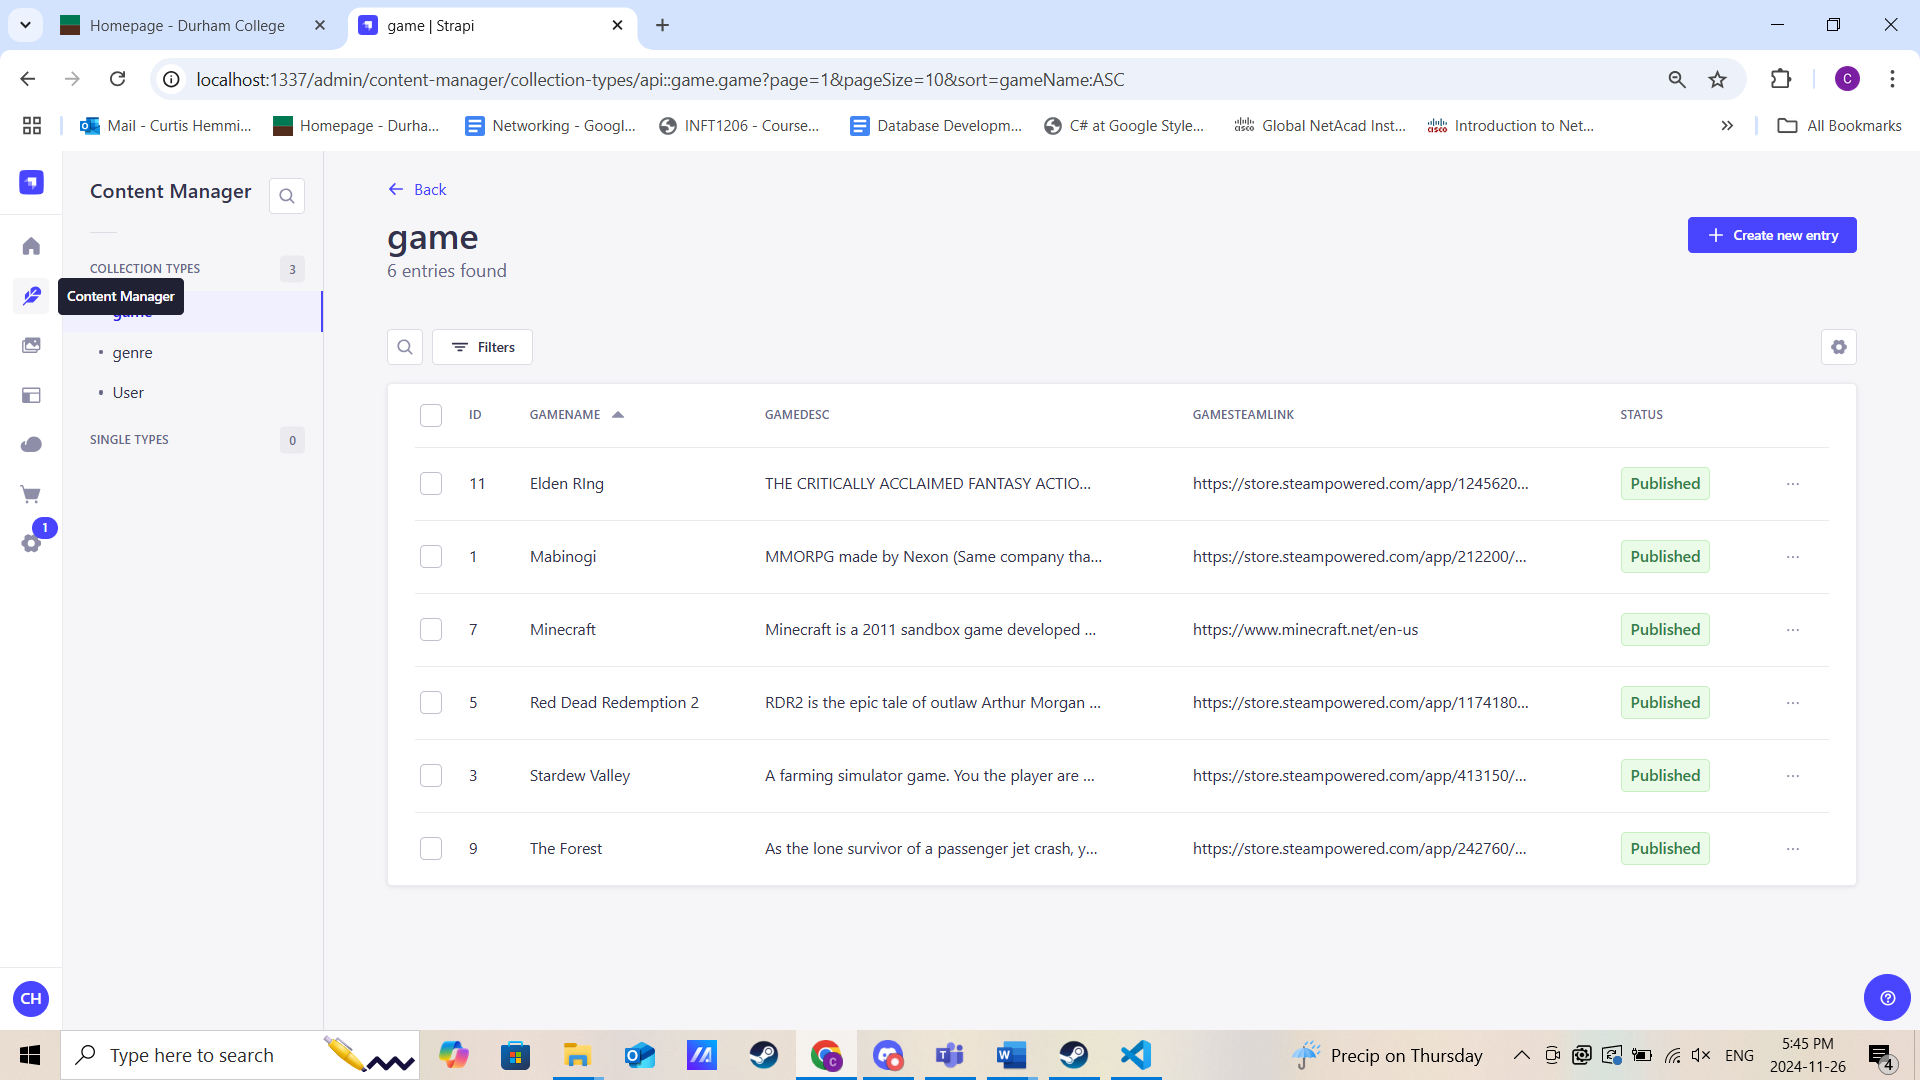 Homepage - Durham College
game | Strapi
localhost:1337/admin/content-manager/collection-types/api::game.game?page=1&pageSize=10&sort=gameName:ASC
C
Mail - Curtis Hemmi...
Homepage - Durha...
Networking - Googl...
INFT1206 - Course...
Database Developm...
C# at Google Style...
Global NetAcad Inst...
Introduction to Net...
All Bookmarks
Content Manager
COLLECTION TYPES 3
Content Manager
game
genre
User
SINGLE TYPES 0
1
CH
Back
game
6 entries found
Create new entry
Filters
ID GAMENAME GAMEDESC GAMESTEAMLINK STATUS
11 Elden RIng THE CRITICALLY ACCLAIMED FANTASY ACTIO... https://store.steampowered.com/app/1245620... Published
1 Mabinogi MMORPG made by Nexon (Same company tha... https://store.steampowered.com/app/212200/... Published
7 Minecraft Minecraft is a 2011 sandbox game developed ... https://www.minecraft.net/en-us Published
5 Red Dead Redemption 2 RDR2 is the epic tale of outlaw Arthur Morgan ... https://store.steampowered.com/app/1174180... Published
3 Stardew Valley A farming simulator game. You the player are ... https://store.steampowered.com/app/413150/... Published
9 The Forest As the lone survivor of a passenger jet crash, y... https://store.steampowered.com/app/242760/... Published
Type here to search
Precip on Thursday
ENG
5:45 PM
2024-11-26
4